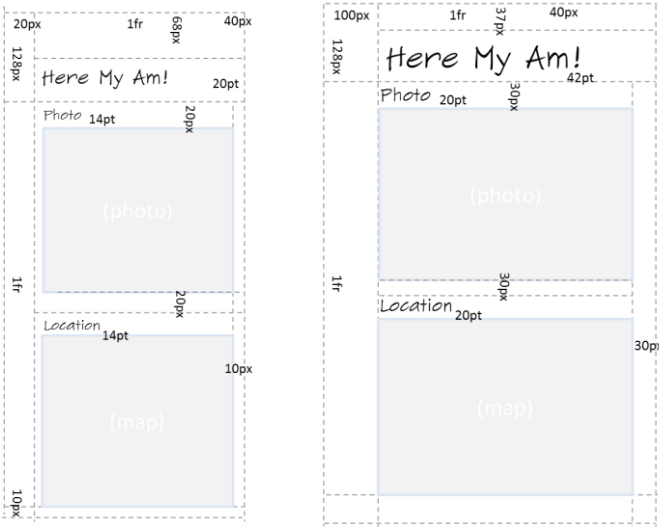 20px 1fr 68px 40px
128px
Here My Am!
20pt
Photo
14pt
20px
(photo)
1fr
20px
Location
14pt
10px
(map)
10px
100px 1fr 37px 40px
128px
Here My Am!
42pt
Photo
20pt
30px
(photo)
1fr
30px
Location
20pt
30px
(map)